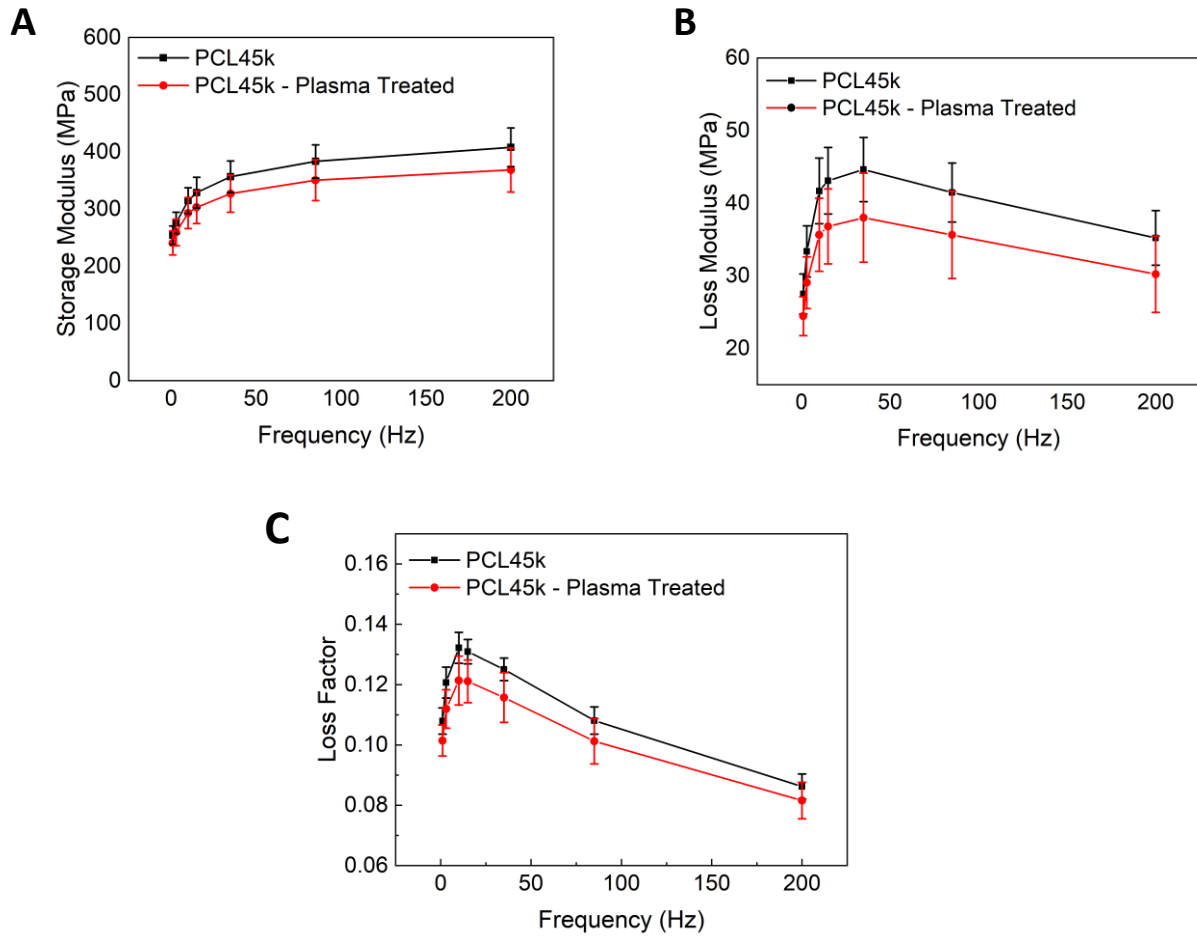 A
600
500
400
300
200
100
0
Storage Modulus (MPa)
PCL45k
PCL45k - Plasma Treated
0 50 100 150 200
Frequency (Hz)
B
60
50
40
30
20
Loss Modulus (MPa)
PCL45k
PCL45k - Plasma Treated
0 50 100 150 200
Frequency (Hz)
C
0.16
0.14
0.12
0.10
0.08
0.06
Loss Factor
PCL45k
PCL45k - Plasma Treated
0 50 100 150 200
Frequency (Hz)